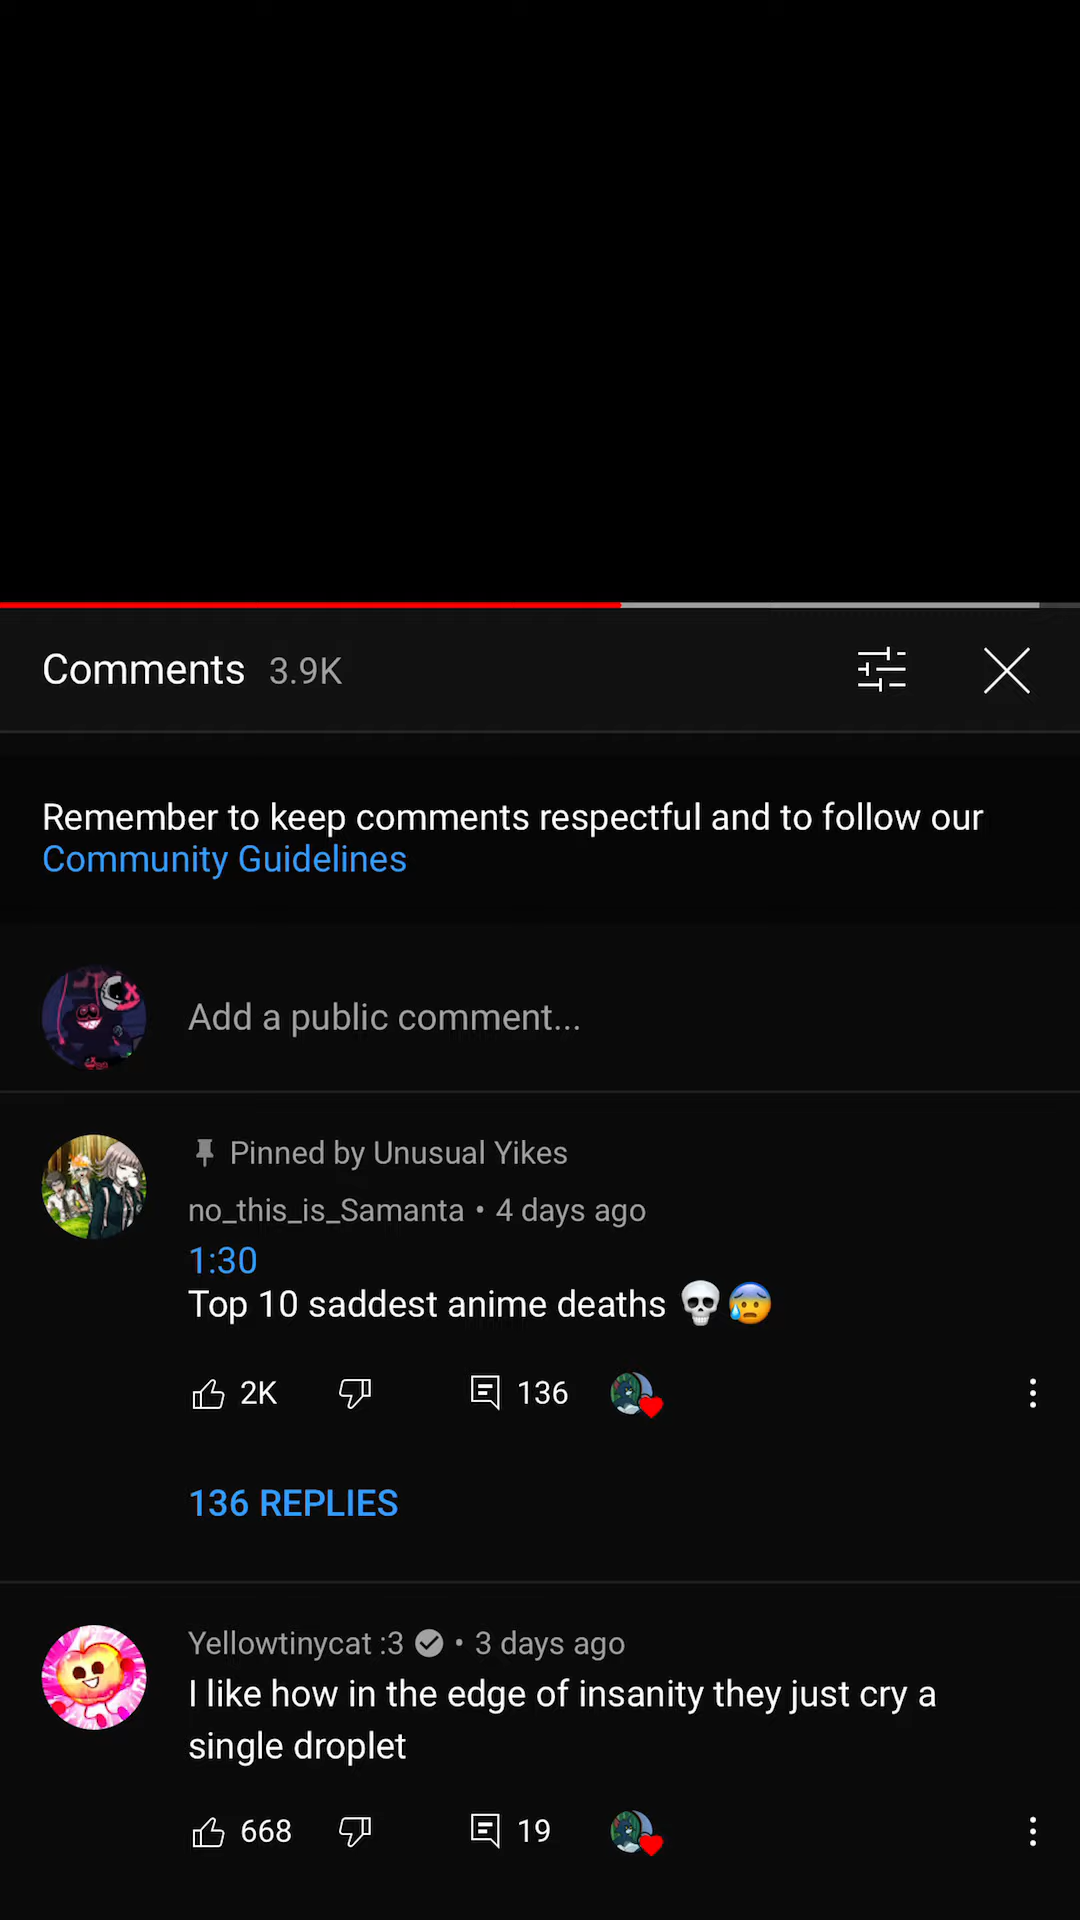 Comments 3.9K
Remember to keep comments respectful and to follow our
Community Guidelines
Add a public comment...
Pinned by Unusual Yikes
no_this_is_Samanta • 4 days ago
1:30
Top 10 saddest anime deaths 💀😰
2K 136
136 REPLIES
Yellowtinycat :3 • 3 days ago
I like how in the edge of insanity they just cry a
single droplet
668 19